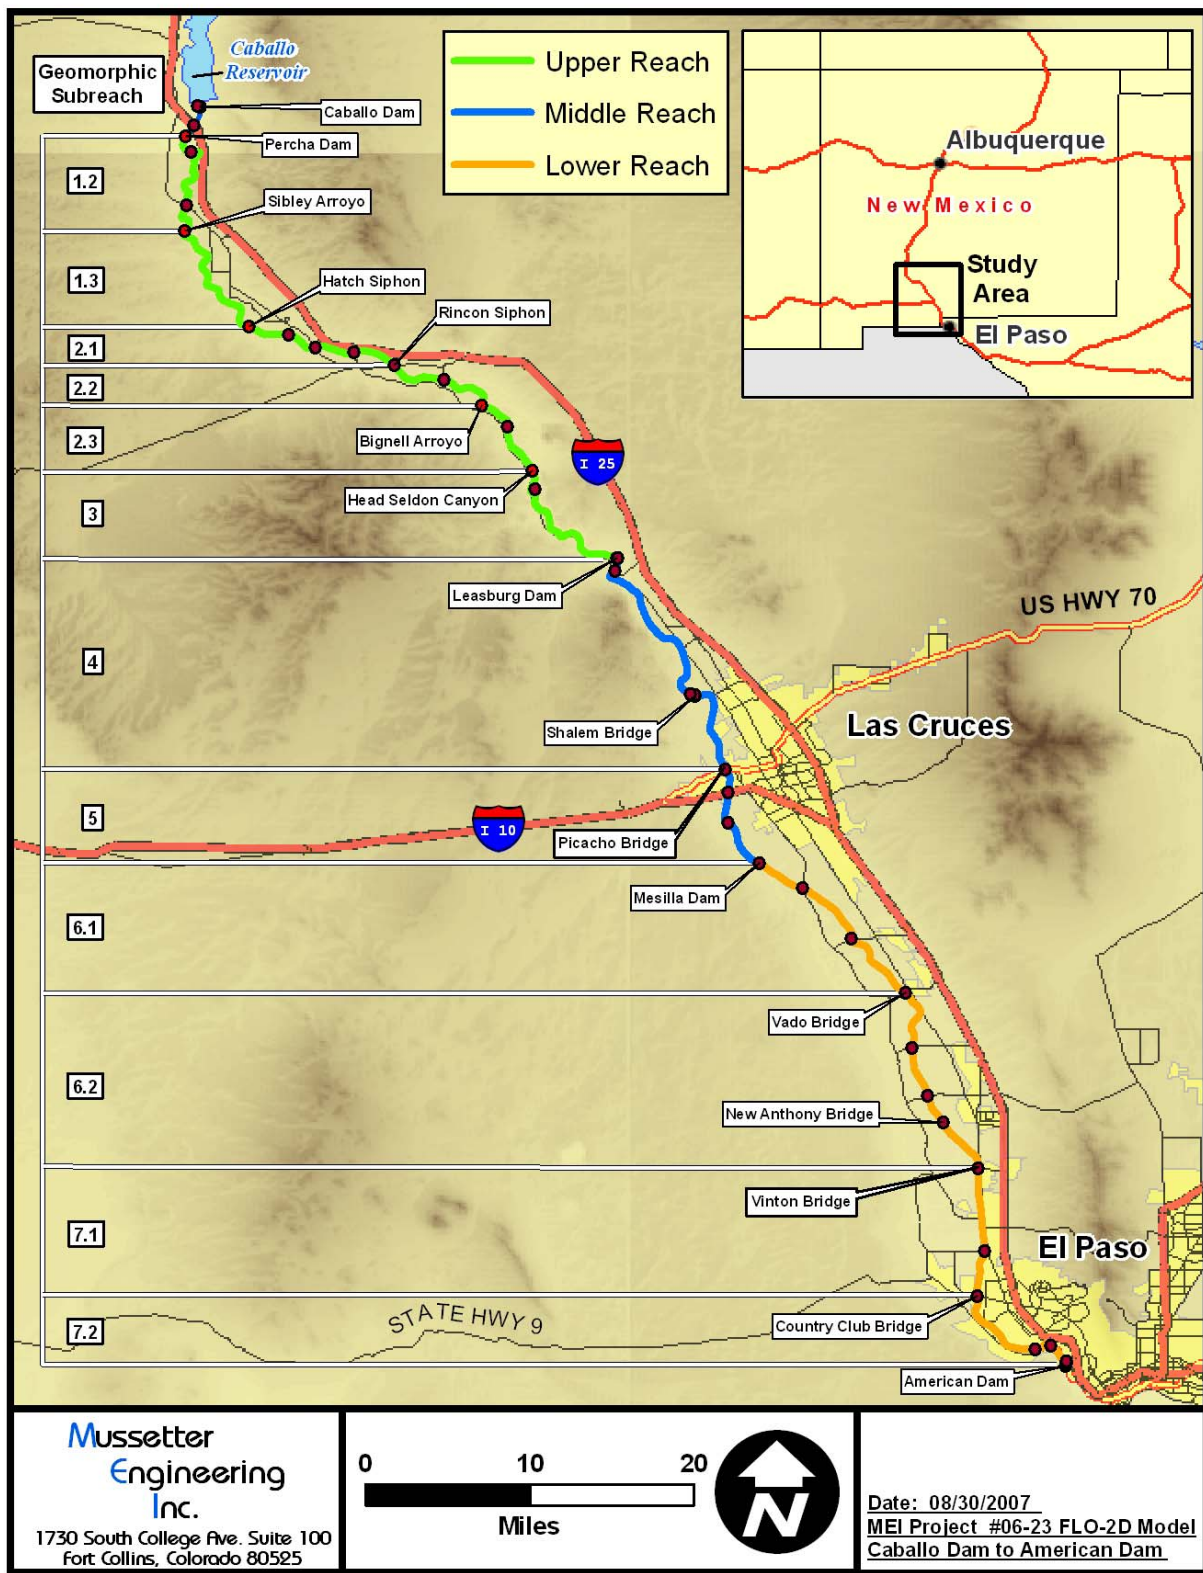 Caballo
Reservoir
Geomorphic
Subreach
Upper Reach
Middle Reach
Lower Reach
Albuquerque
New Mexico
Study
Area
El Paso
Caballo Dam
Percha Dam
1.2
Sibley Arroyo
1.3
Hatch Siphon
Rincon Siphon
2.1
2.2
Bignell Arroyo
2.3
I 25
Head Seldon Canyon
3
Leasburg Dam
US HWY 70
4
Shalem Bridge
Las Cruces
5
I 10
Picacho Bridge
Mesilla Dam
6.1
Vado Bridge
6.2
New Anthony Bridge
Vinton Bridge
7.1
El Paso
STATE HWY 9
Country Club Bridge
7.2
American Dam
Mussetter
Engineering
Inc.
1730 South College Ave. Suite 100
Fort Collins, Colorado 80525
0 10 20
Miles
N
Date: 08/30/2007
MEI Project #06-23 FLO-2D Model
Caballo Dam to American Dam